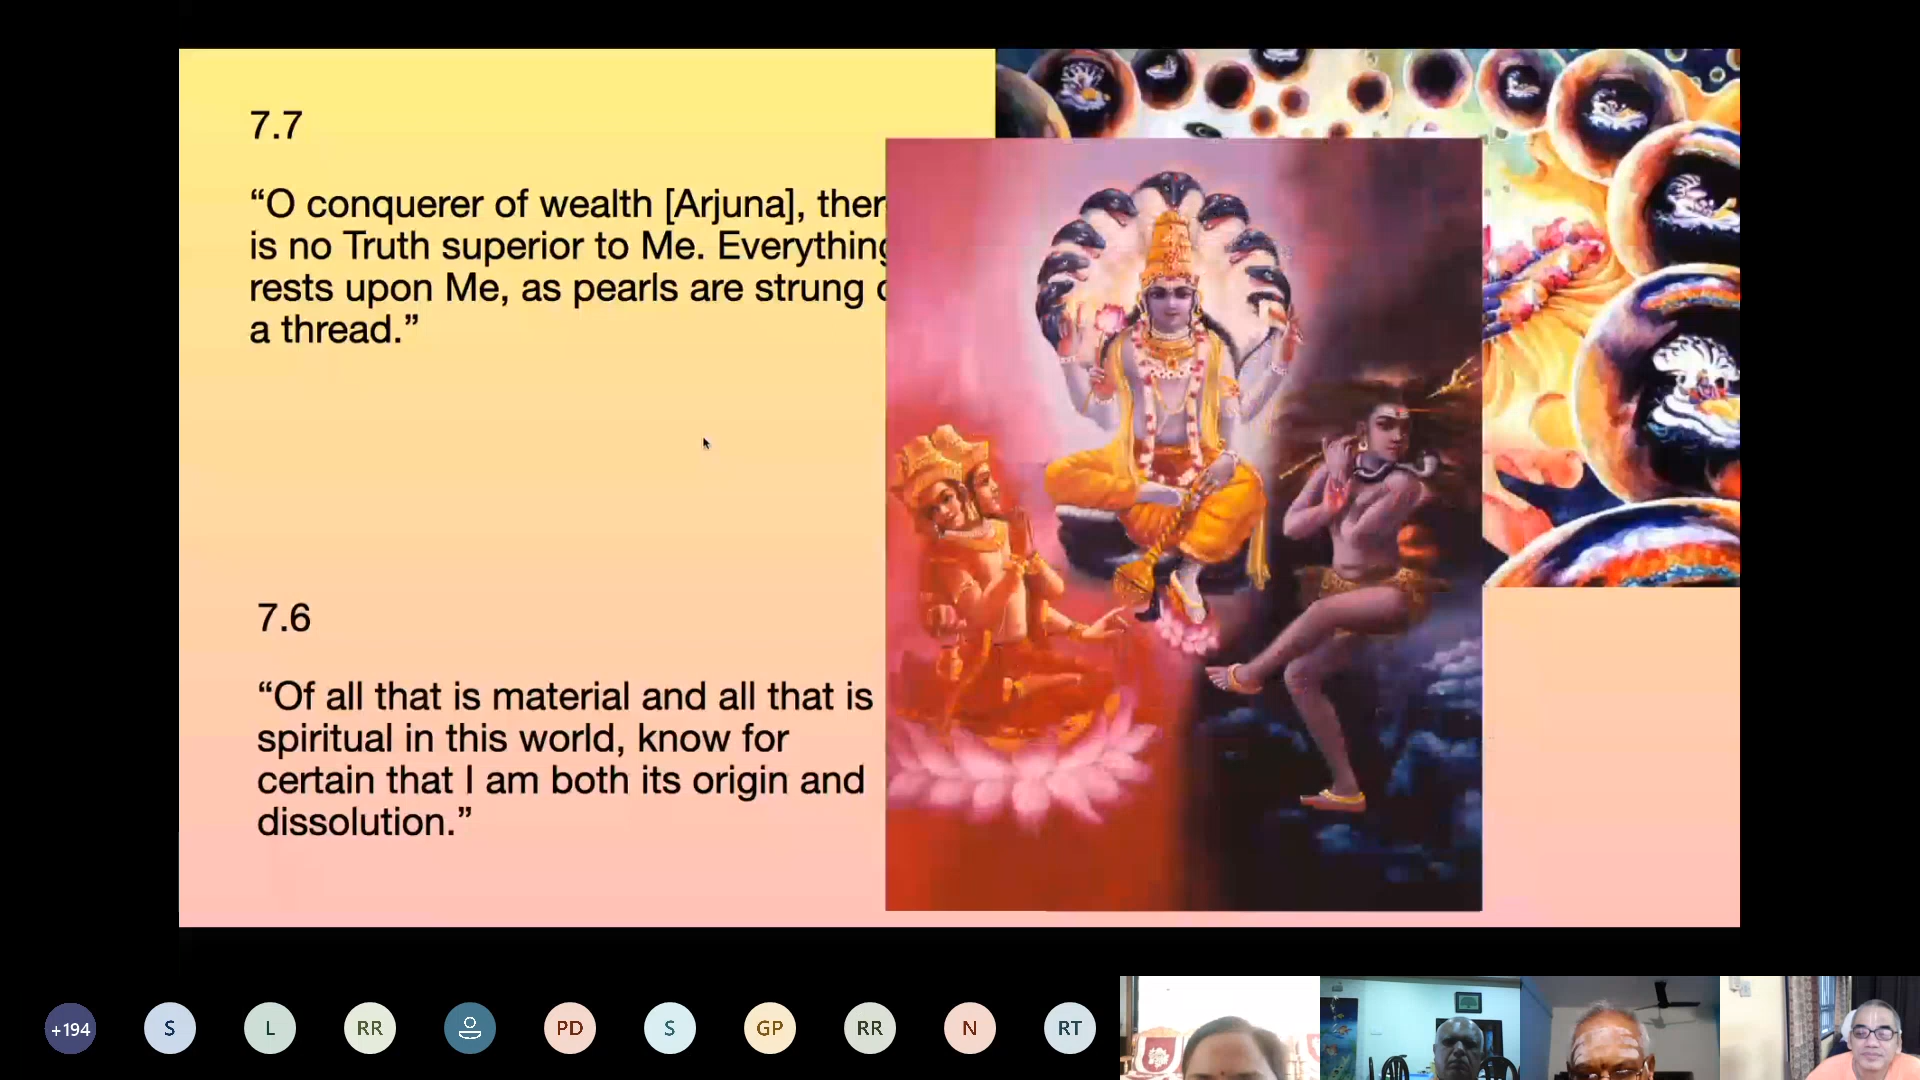 7.7
“O conquerer of wealth [Arjuna], ther
is no Truth superior to Me. Everything
rests upon Me, as pearls are strung
a thread.”
7.6
“Of all that is material and all that is
spiritual in this world, know for
certain that I am both its origin and
dissolution.”
+194
S
L
RR
PD
S
GP
RR
N
RT